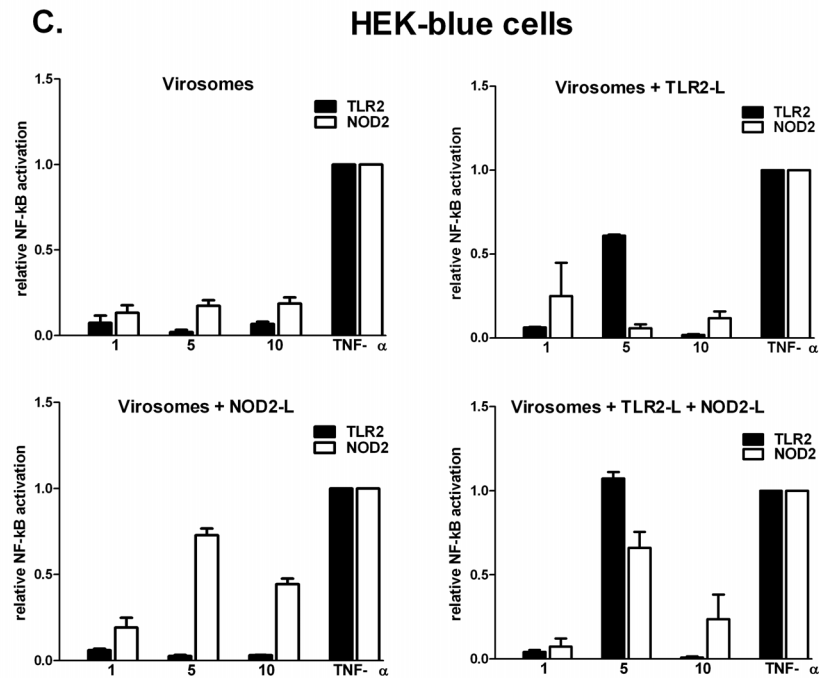 C.
HEK-blue cells
Virosomes
TLR2
NOD2
relative NF-kB activation
1.5
1.0
0.5
0.0
1 5 10 TNF- α
Virosomes + TLR2-L
TLR2
NOD2
relative NF-kB activation
1.5
1.0
0.5
0.0
1 5 10 TNF- α
Virosomes + NOD2-L
TLR2
NOD2
relative NF-kB activation
1.5
1.0
0.5
0.0
1 5 10 TNF- α
Virosomes + TLR2-L + NOD2-L
TLR2
NOD2
relative NF-kB activation
1.5
1.0
0.5
0.0
1 5 10 TNF- α